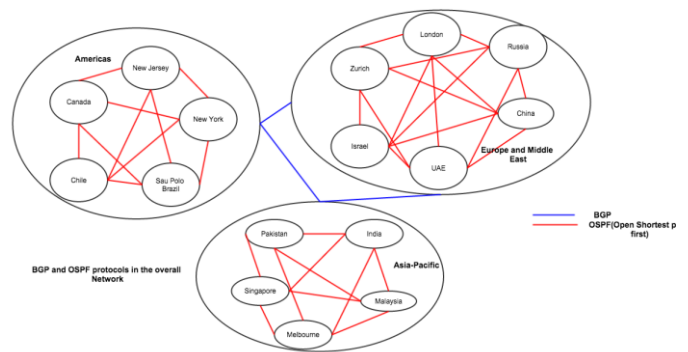 Americas
New Jersey
Canada
New York
Chile
Sau Polo
Brazil
London
Russia
Zurich
China
Israel
UAE
Europe and Middle
East
BGP
OSPF(Open Shortest p
first)
Pakistan
India
Asia-Pacific
Singapore
Malaysia
Melbourne
BGP and OSPF protocols in the overall
Network